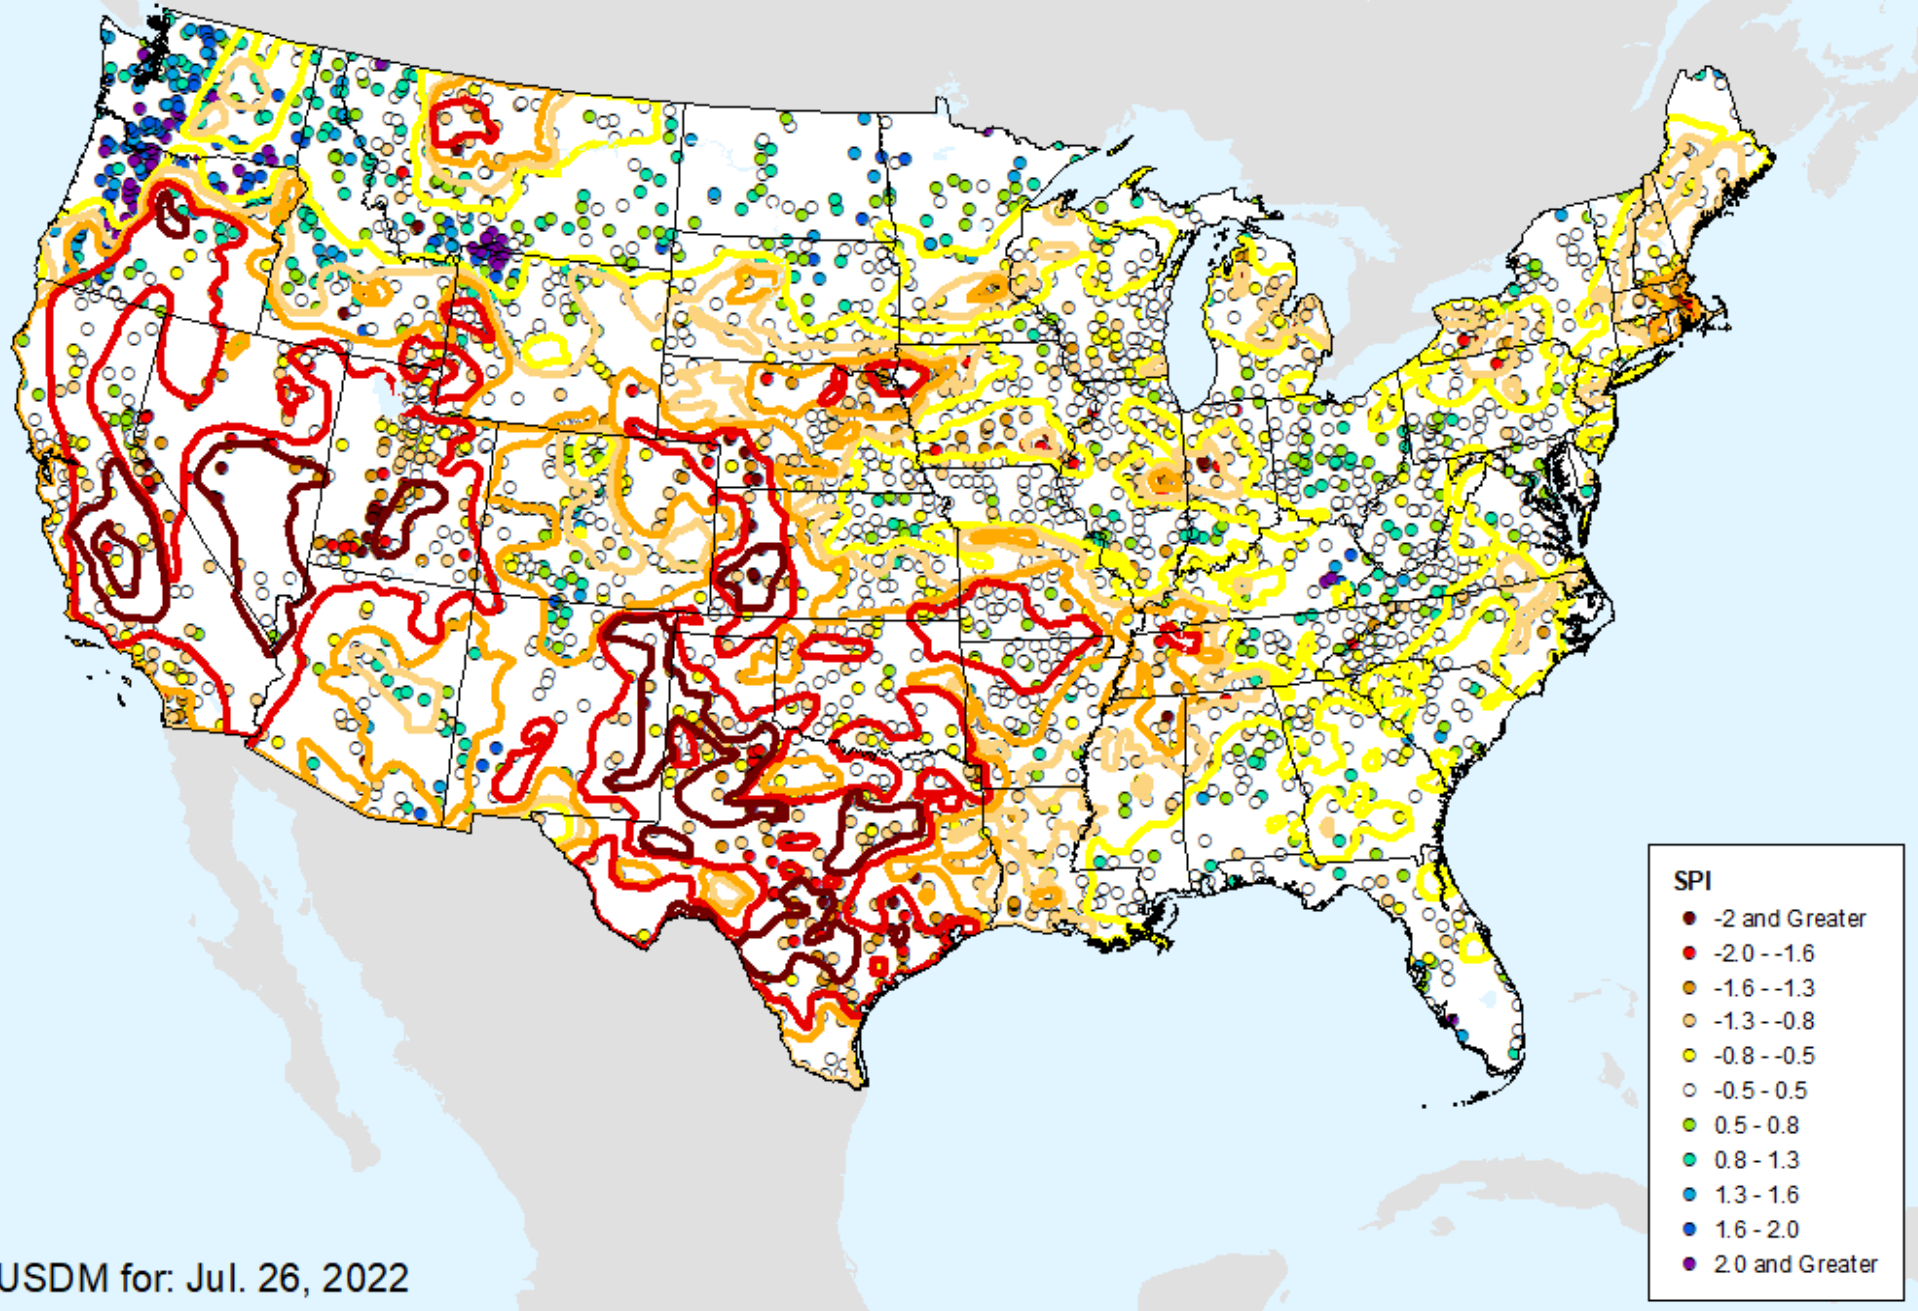 SPI
-2 and Greater
-2.0 - -1.6
-1.6 - -1.3
-1.3 - -0.8
-0.8 - -0.5
-0.5 - 0.5
0.5 - 0.8
0.8 - 1.3
1.3 - 1.6
1.6 - 2.0
2.0 and Greater
USDM for: Jul. 26, 2022